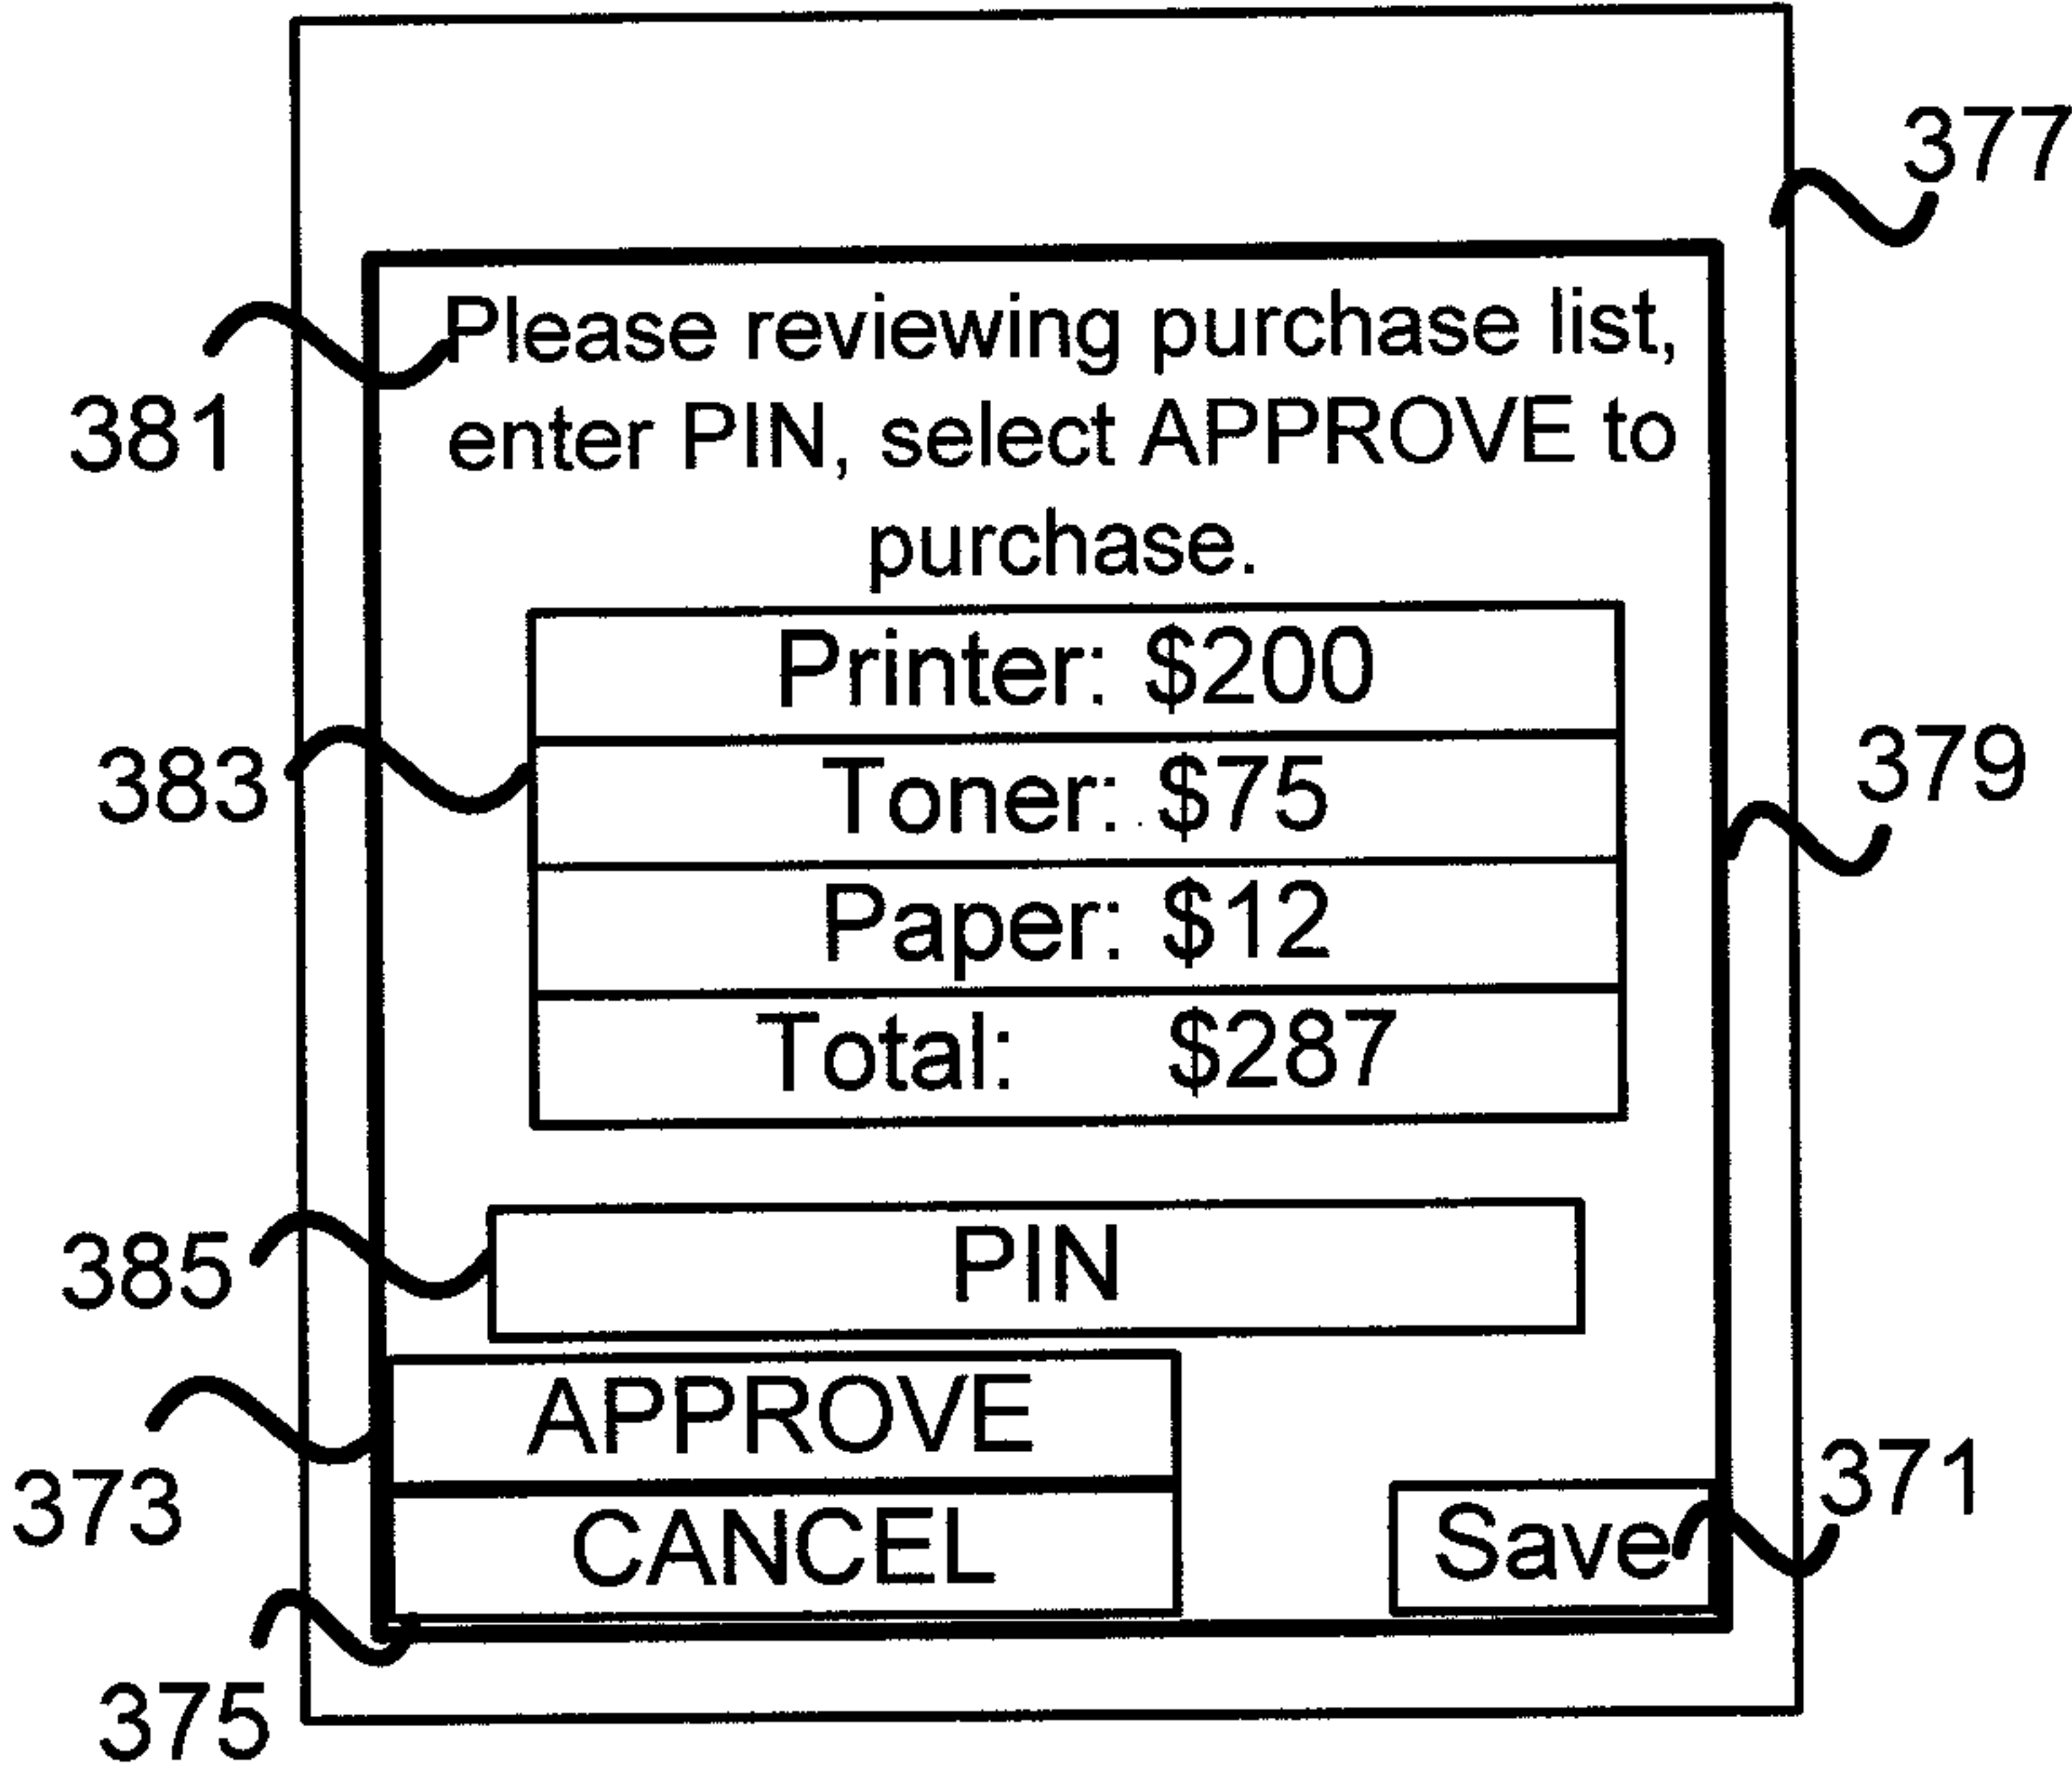 377
Please reviewing purchase list,
enter PIN, select APPROVE to
purchase.
381
Printer: $200
383
Toner: $75
379
Paper: $12
Total: $287
385
PIN
APPROVE
373
CANCEL
Save
371
375